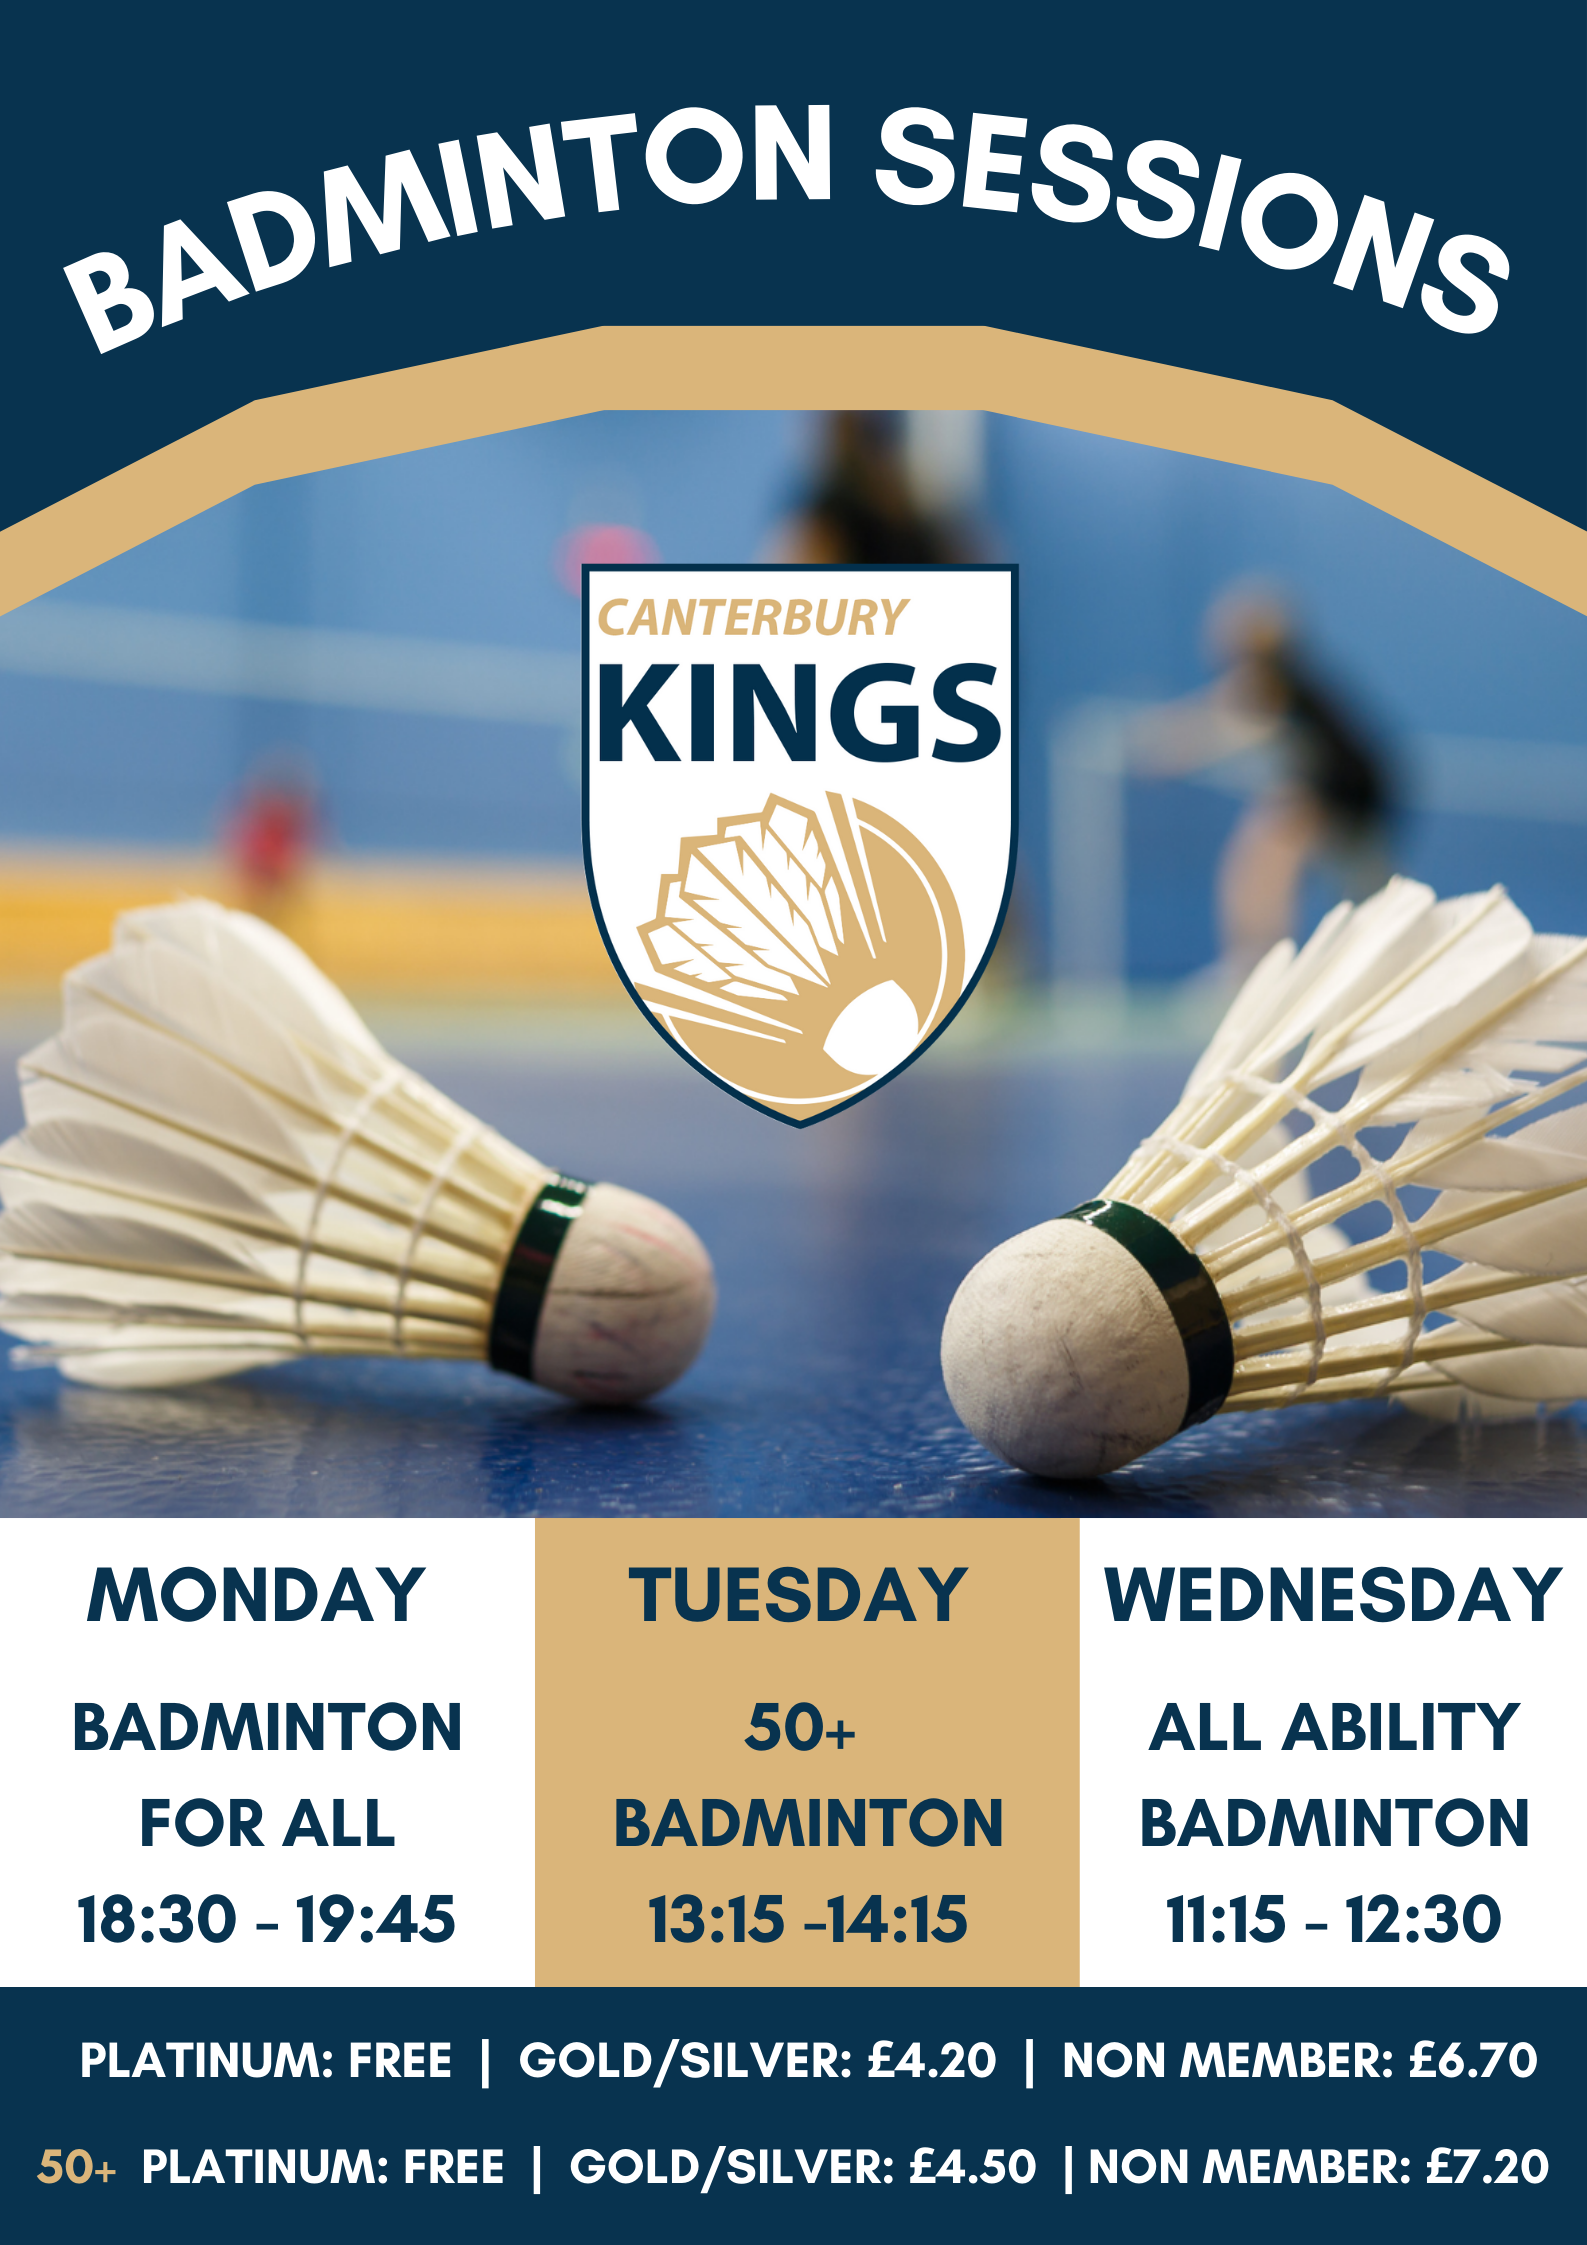 BADMINTON SESSIONS
CANTERBURY
KINGS
MONDAY
BADMINTON
FOR ALL
18:30 - 19:45
TUESDAY
50+
BADMINTON
13:15 -14:15
WEDNESDAY
ALL ABILITY
BADMINTON
11:15 - 12:30
PLATINUM: FREE | GOLD/SILVER: £4.20 | NON MEMBER: £6.70
50+ PLATINUM: FREE | GOLD/SILVER: £4.50 | NON MEMBER: £7.20